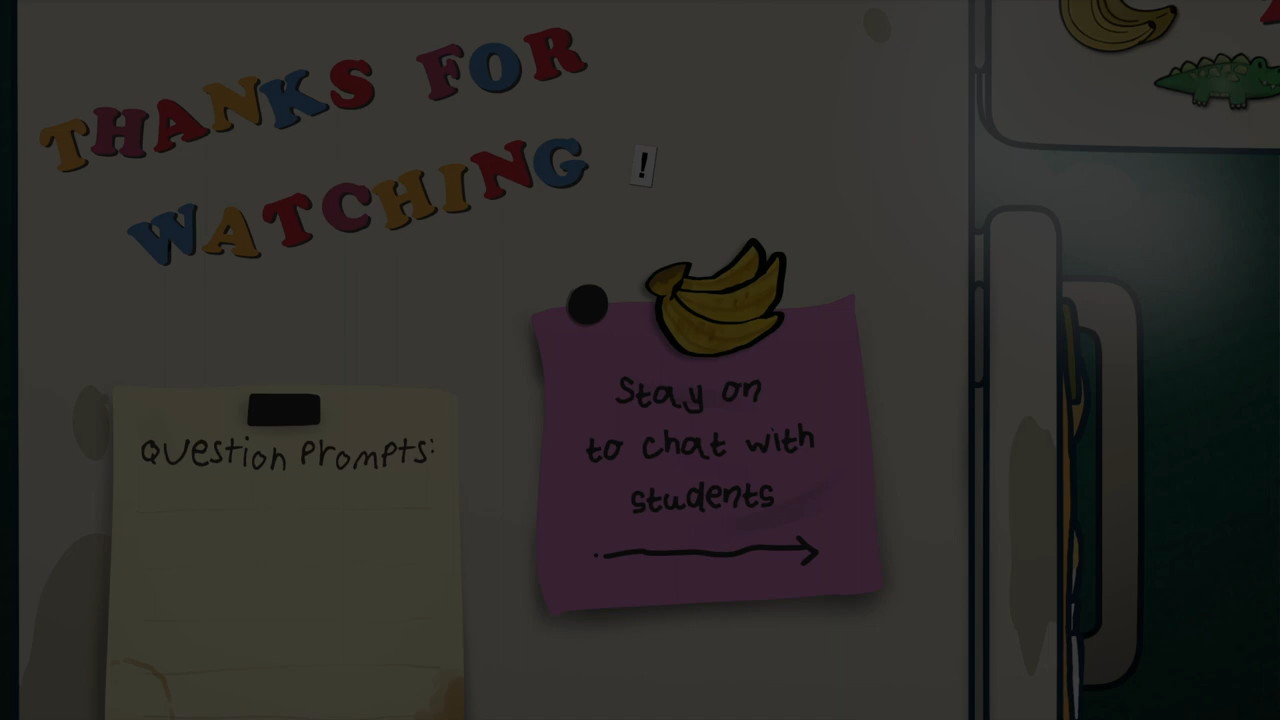 THANKS FOR
WATCHING !
Stay on
to chat with
students
Question Prompts: